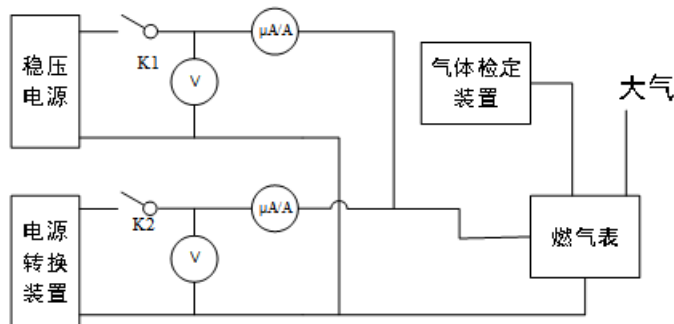 稳压
电源
K1
V
μA/A
气体检定
装置
大气
电源
转换
装置
K2
V
μA/A
燃气表